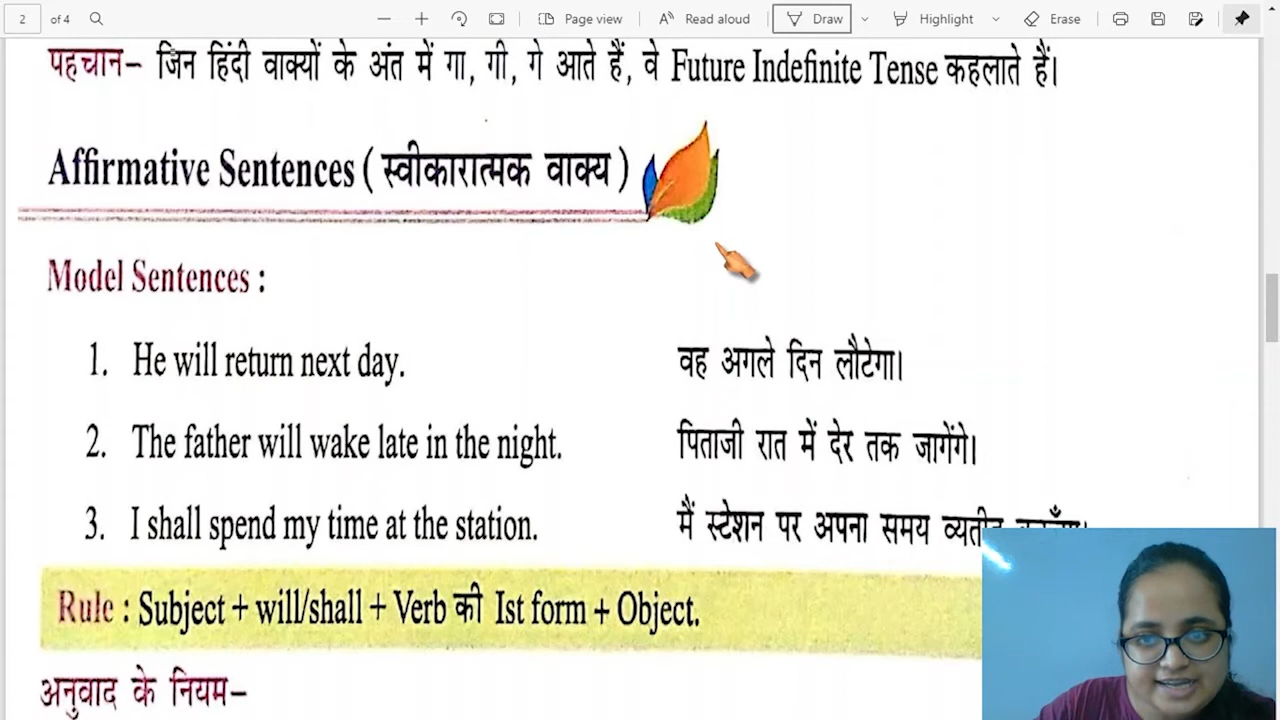 2 of 4 Page view Read aloud Draw Highlight Erase
पहचान– जिन हिंदी वाक्यों के अंत में गा, गी, गे आते हैं, वे Future Indefinite Tense कहलाते हैं।
Affirmative Sentences ( स्वीकारात्मक वाक्य )
Model Sentences :
1. He will return next day. वह अगले दिन लौटेगा।
2. The father will wake late in the night. पिताजी रात में देर तक जागेंगे।
3. I shall spend my time at the station. मैं स्टेशन पर अपना समय
Rule : Subject + will/shall + Verb की Ist form + Object.
अनुवाद के नियम–